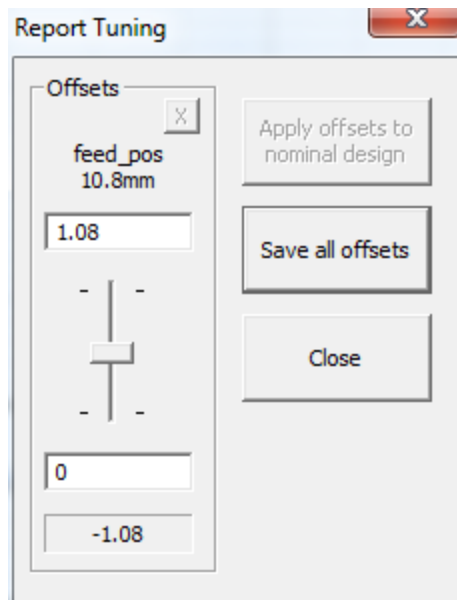 Report Tuning
X
Offsets
X
feed_pos
10.8mm
1.08
- -
- -
0
-1.08
Apply offsets to
nominal design
Save all offsets
Close